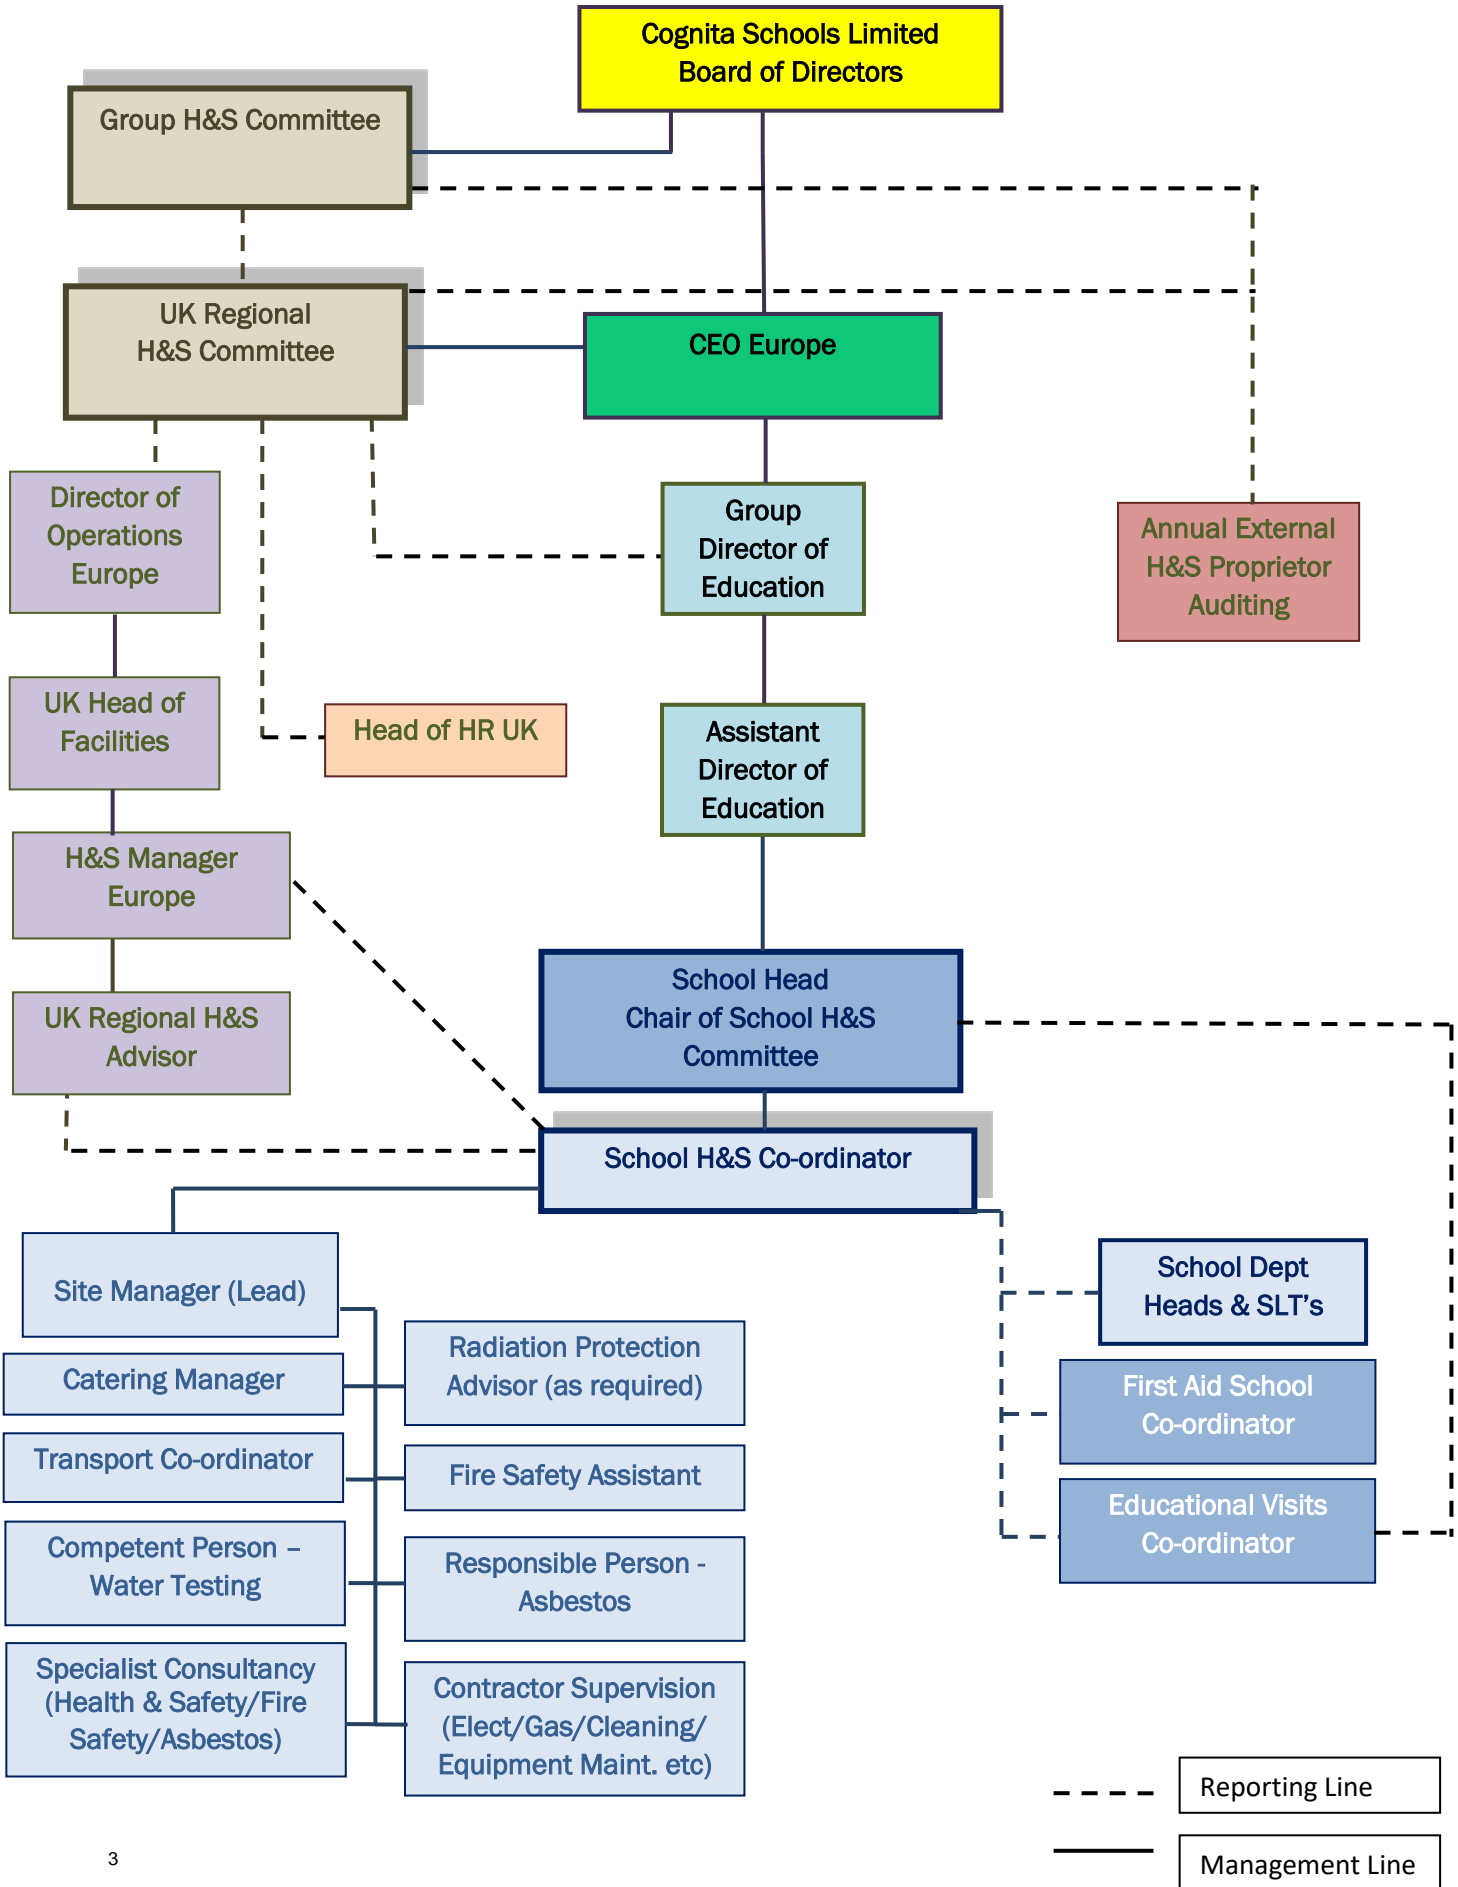 Cognita Schools Limited
Board of Directors
Group H&S Committee
UK Regional
H&S Committee
CEO Europe
Director of
Operations
Europe
Group
Director of
Education
Annual External
H&S Proprietor
Auditing
UK Head of
Facilities
Head of HR UK
Assistant
Director of
Education
H&S Manager
Europe
School Head
Chair of School H&S
Committee
UK Regional H&S
Advisor
School H&S Co-ordinator
Site Manager (Lead)
School Dept
Heads & SLT’s
Radiation Protection
Advisor (as required)
Catering Manager
First Aid School
Co-ordinator
Transport Co-ordinator
Fire Safety Assistant
Educational Visits
Co-ordinator
Competent Person –
Water Testing
Responsible Person -
Asbestos
Specialist Consultancy
(Health & Safety/Fire
Safety/Asbestos)
Contractor Supervision
(Elect/Gas/Cleaning/
Equipment Maint. etc)
Reporting Line
Management Line
3